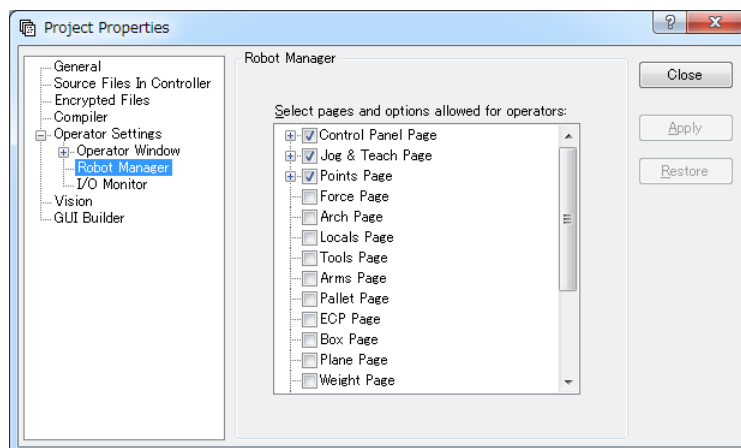 Project Properties
General
Source Files In Controller
Encrypted Files
Compiler
Operator Settings
Operator Window
Robot Manager
I/O Monitor
Vision
GUI Builder
Robot Manager
Select pages and options allowed for operators:
Control Panel Page
Jog & Teach Page
Points Page
Force Page
Arch Page
Locals Page
Tools Page
Arms Page
Pallet Page
ECP Page
Box Page
Plane Page
Weight Page
Close
Apply
Restore